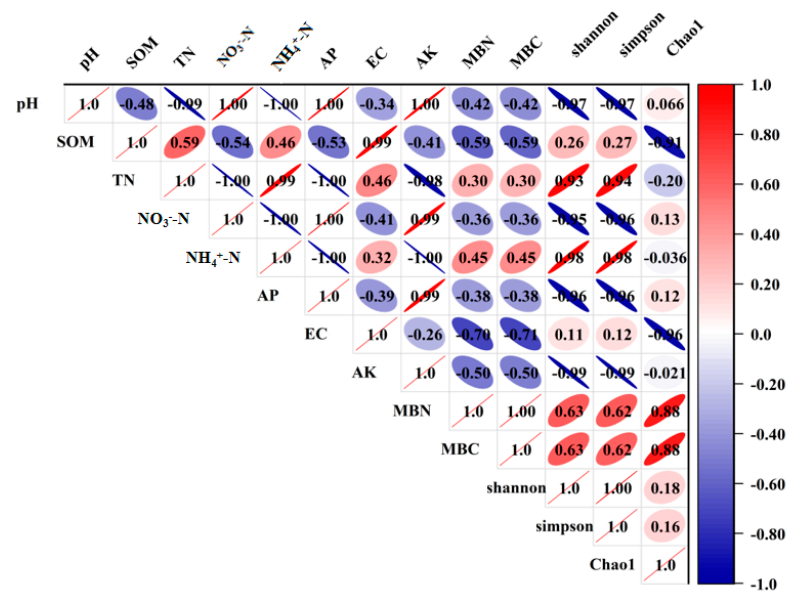 pH SOM TN NO₃⁻-N NH₄⁺-N AP EC AK MBN MBC shannon simpson Chao1
pH 1.0 -0.48 -0.99 1.00 -1.00 1.00 -0.34 1.00 -0.42 -0.42 -0.97 -0.97 0.066
SOM 1.0 0.59 -0.54 0.46 -0.53 0.99 -0.41 -0.59 -0.59 0.26 0.27 -0.91
TN 1.0 -1.00 0.99 -1.00 0.46 -0.98 0.30 0.30 0.93 0.94 -0.20
NO₃⁻-N 1.0 -1.00 1.00 -0.41 0.99 -0.36 -0.36 -0.95 -0.96 0.13
NH₄⁺-N 1.0 -1.00 0.32 -1.00 0.45 0.45 0.98 0.98 -0.036
AP 1.0 -0.39 0.99 -0.38 -0.38 -0.96 -0.96 0.12
EC 1.0 -0.26 -0.70 -0.71 0.11 0.12 -0.96
AK 1.0 -0.50 -0.50 -0.99 -0.99 -0.021
MBN 1.0 1.00 0.63 0.62 0.88
MBC 1.0 0.63 0.62 0.88
shannon 1.0 1.00 0.18
simpson 1.0 0.16
Chao1 1.0
1.0
0.80
0.60
0.40
0.20
0.0
-0.20
-0.40
-0.60
-0.80
-1.0